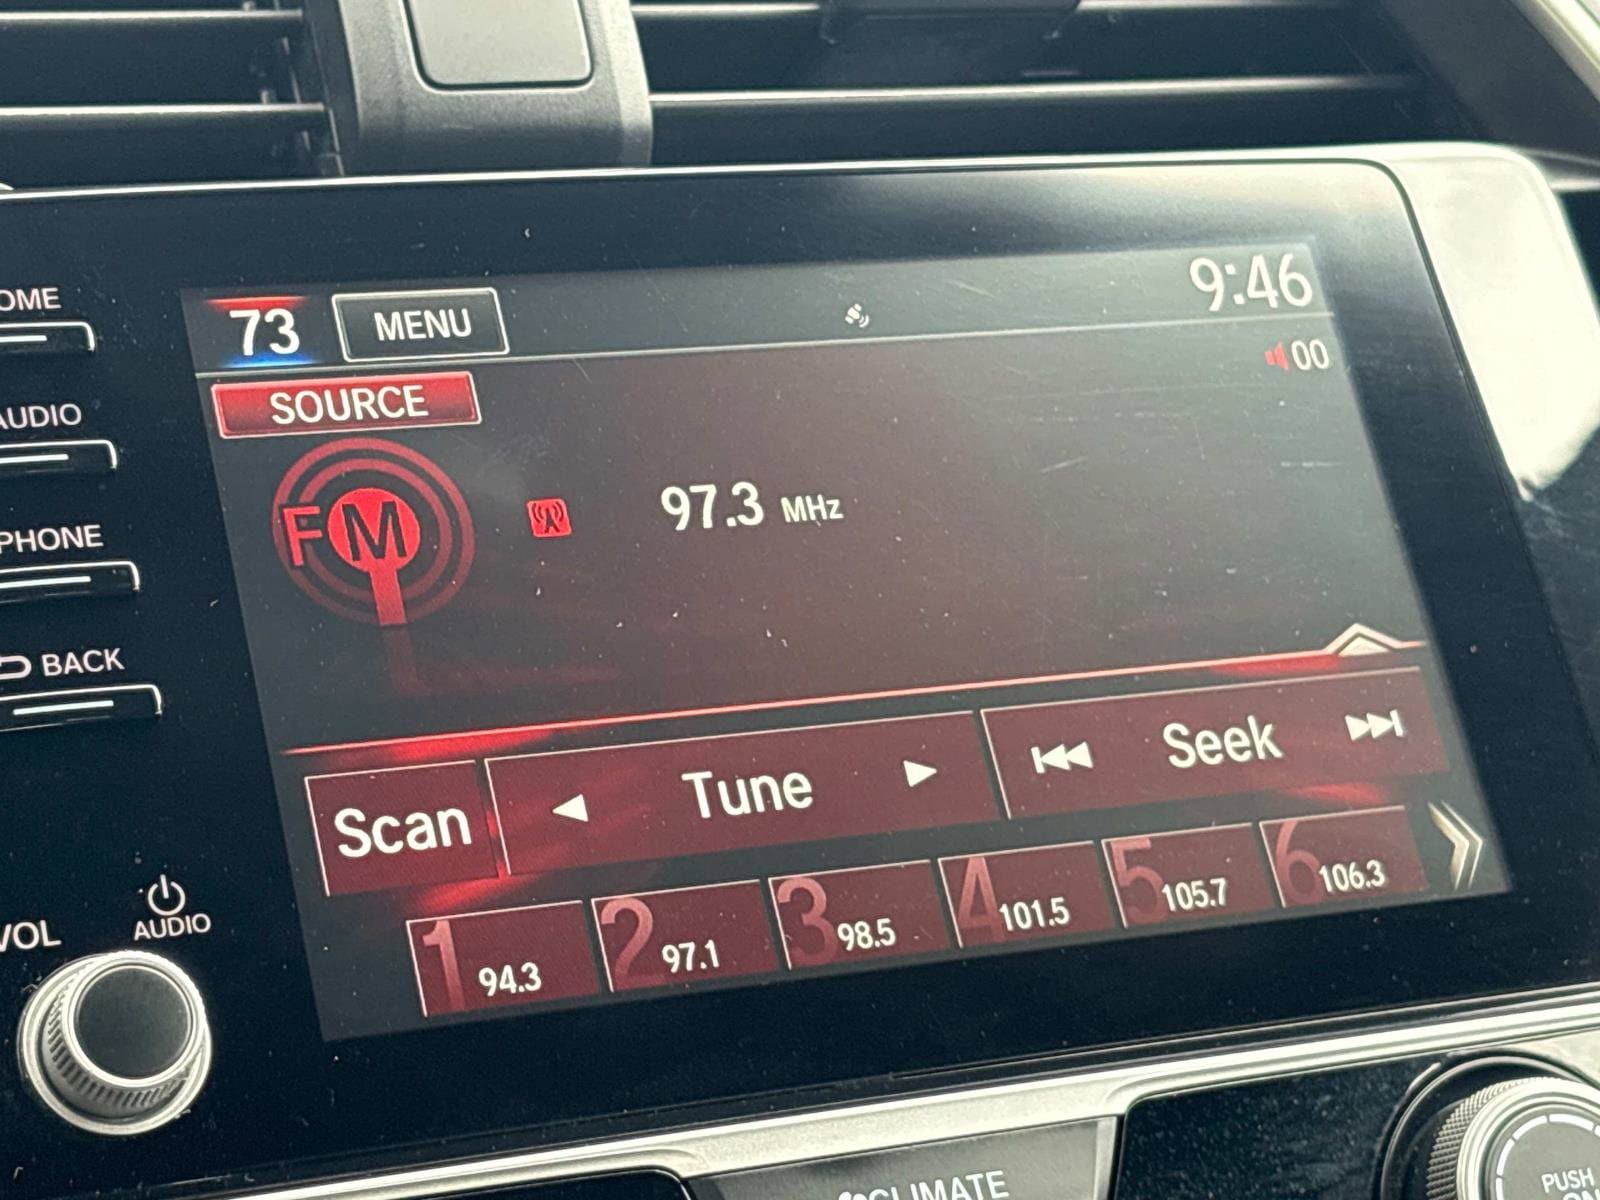 OME
73
MENU
9:46
00
SOURCE
AUDIO
FM
97.3 MHz
PHONE
BACK
Scan
Tune
Seek
1 94.3
2 97.1
3 98.5
4 101.5
5 105.7
6 106.3
VOL
AUDIO
CLIMATE
PUSH